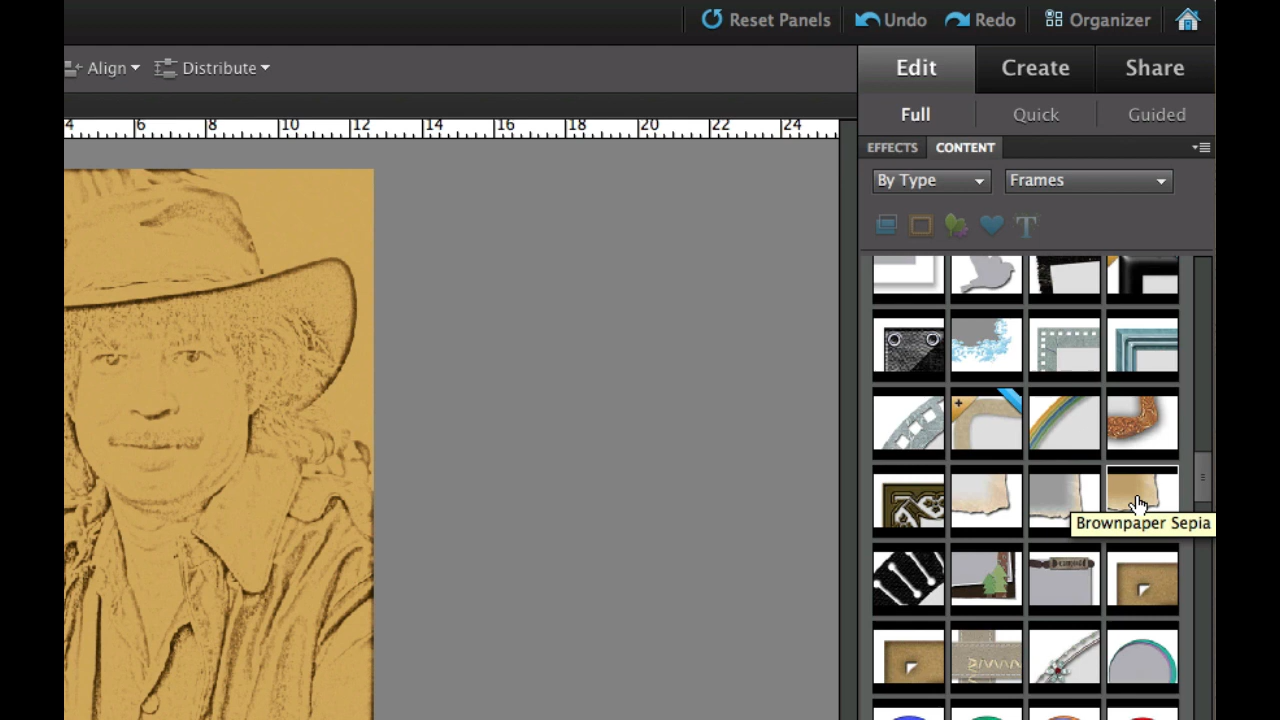 Reset Panels Undo Redo Organizer
Align Distribute
Edit Create Share
4 6 8 10 12 14 16 18 20 22 24
Full Quick Guided
EFFECTS CONTENT
By Type Frames
T
Brownpaper Sepia